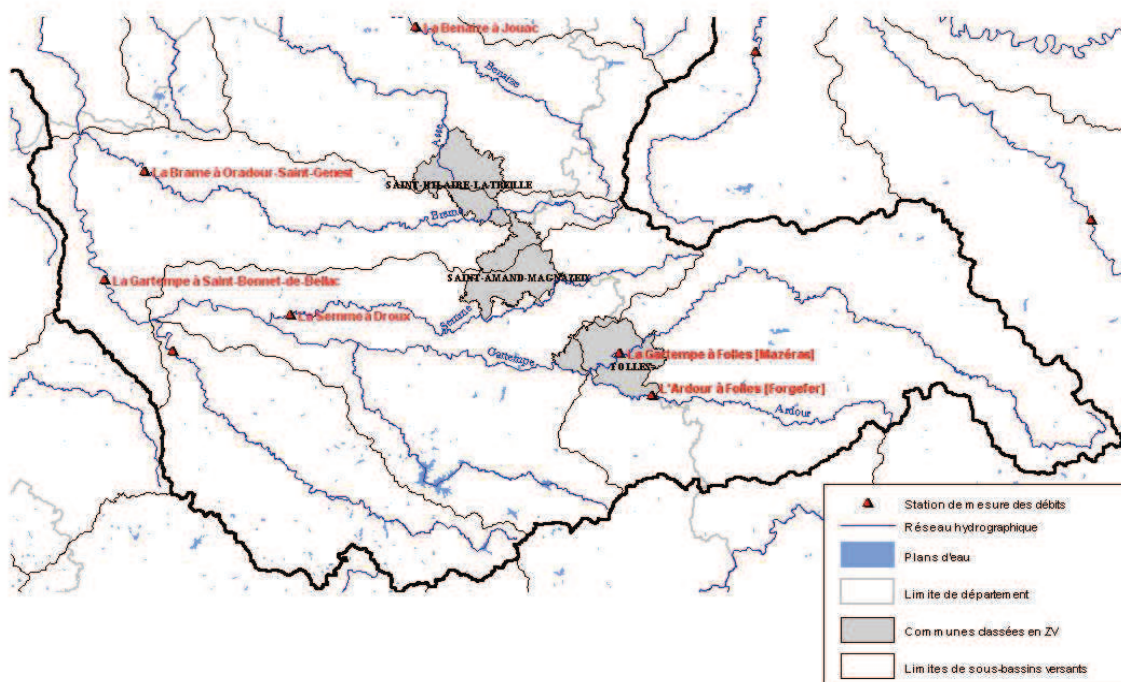 La Benaize à Jouac
Benaize
Asse
La Brame à Oradour-Saint-Genest
SAINT-HILAIRE-LA-TREILLE
Brame
La Gartempe à Saint-Bonnet-de-Bellac
SAINT-AMAND-MAGNAZEIX
La Semme à Droux
Semme
Gartempe
La Gartempe à Folles [Mazéras]
FOLLES
L'Ardour à Folles [Forgefer]
Ardour
Station de mesure des débits
Réseau hydrographique
Plans d'eau
Limite de département
Communes classées en ZV
Limites de sous-bassins versants